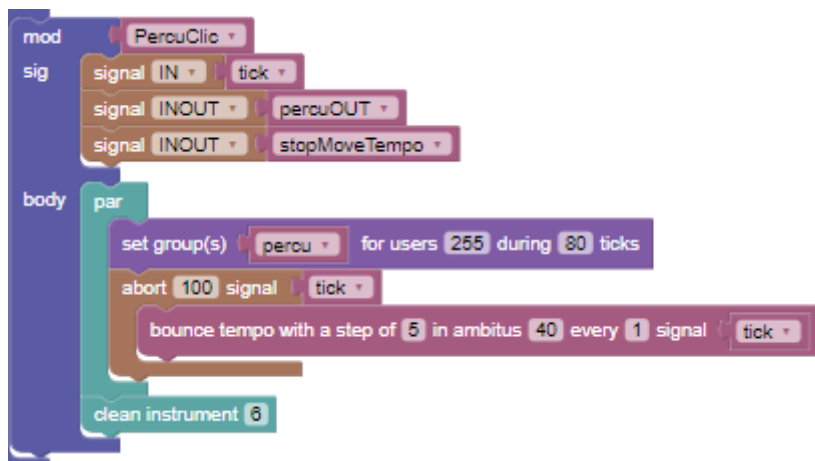 mod PercuClic
sig signal IN tick
signal INOUT percuOUT
signal INOUT stopMoveTempo
body par
set group(s) percu for users 255 during 80 ticks
abort 100 signal tick
bounce tempo with a step of 5 in ambitus 40 every 1 signal tick
clean instrument 6